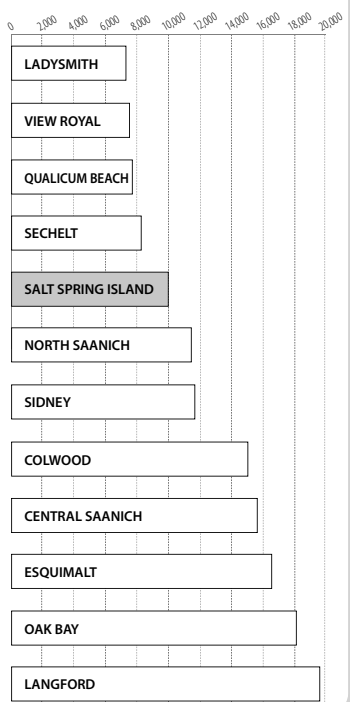 0 2,000 4,000 6,000 8,000 10,000 12,000 14,000 16,000 18,000 20,000
LADYSMITH
VIEW ROYAL
QUALICUM BEACH
SECHELT
SALT SPRING ISLAND
NORTH SAANICH
SIDNEY
COLWOOD
CENTRAL SAANICH
ESQUIMALT
OAK BAY
LANGFORD